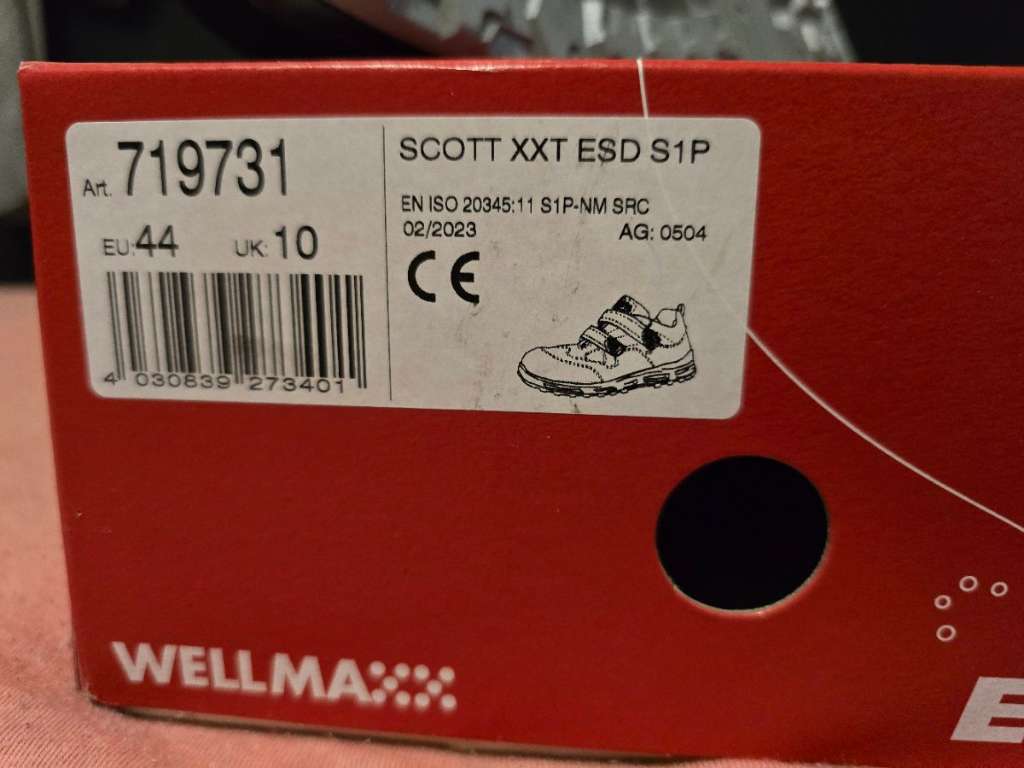 Art. 719731
EU:44 UK:10
4 030839 273401
SCOTT XXT ESD S1P
EN ISO 20345:11 S1P-NM SRC
02/2023 AG: 0504
CE
WELLMAXX
E